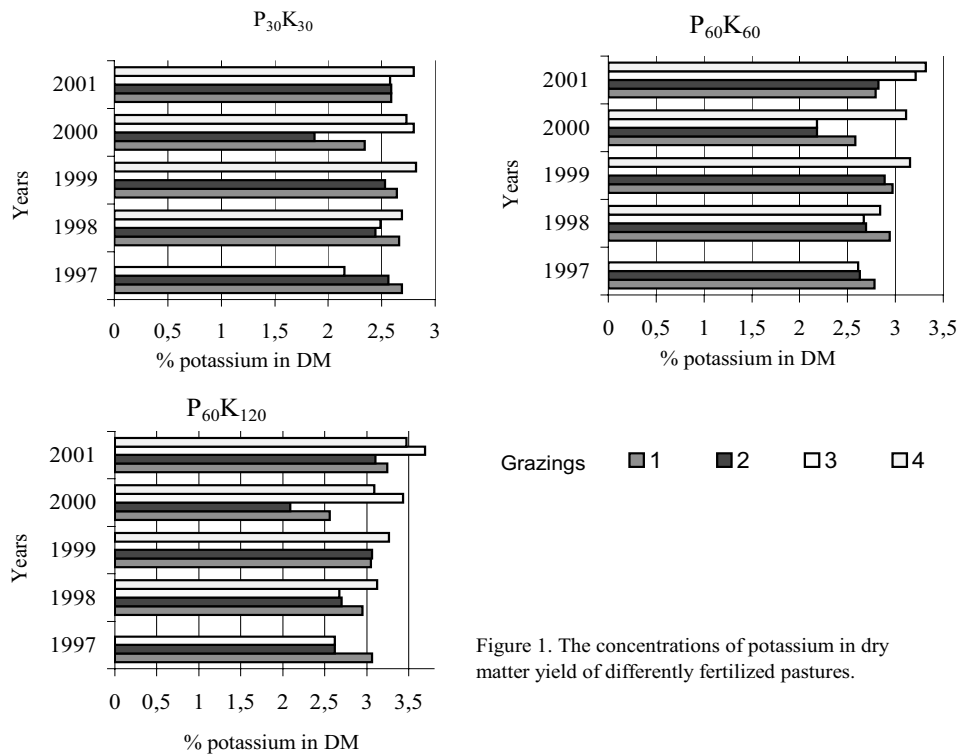 P₃₀K₃₀
2001
2000
1999
1998
1997
Years
0 0,5 1 1,5 2 2,5 3
% potassium in DM
P₆₀K₆₀
2001
2000
1999
1998
1997
Years
0 0,5 1 1,5 2 2,5 3 3,5
% potassium in DM
P₆₀K₁₂₀
2001
2000
1999
1998
1997
Years
0 0,5 1 1,5 2 2,5 3 3,5
% potassium in DM
Grazings 1 2 3 4
Figure 1. The concentrations of potassium in dry
matter yield of differently fertilized pastures.